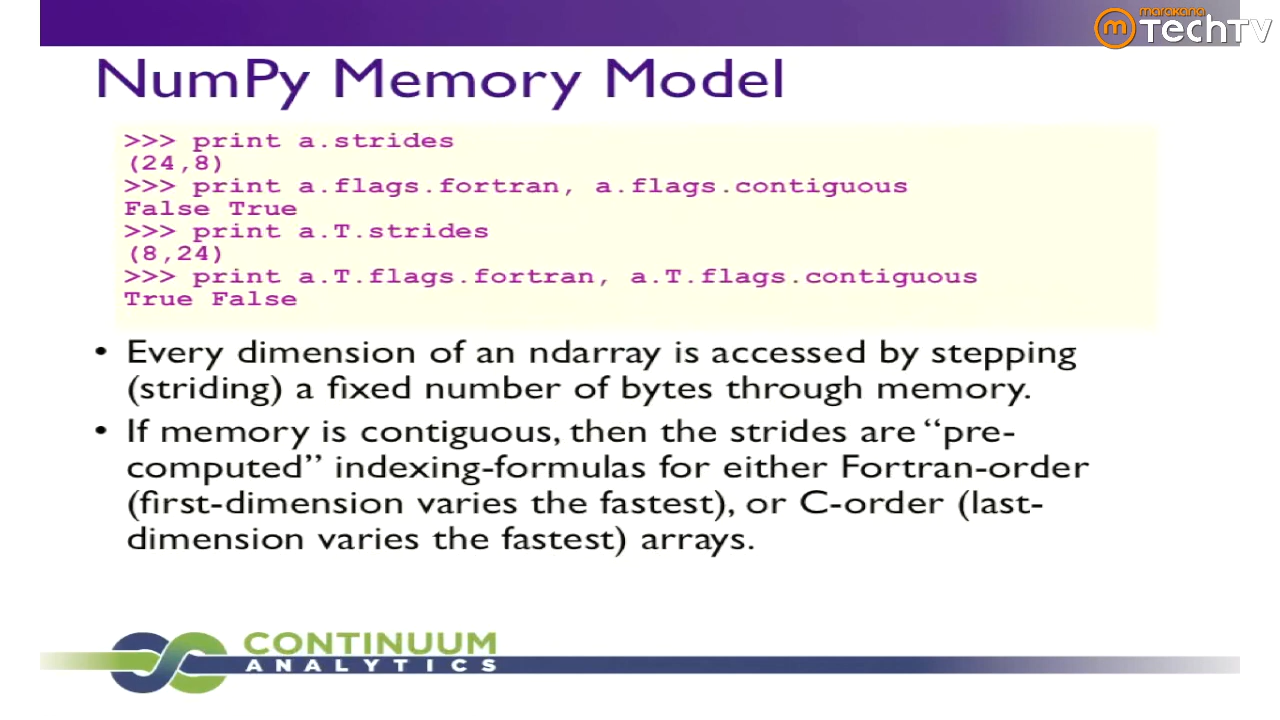 marakana
TechTV
NumPy Memory Model
>>> print a.strides
(24,8)
>>> print a.flags.fortran, a.flags.contiguous
False True
>>> print a.T.strides
(8,24)
>>> print a.T.flags.fortran, a.T.flags.contiguous
True False
• Every dimension of an ndarray is accessed by stepping
(striding) a fixed number of bytes through memory.
• If memory is contiguous, then the strides are “pre-
computed” indexing-formulas for either Fortran-order
(first-dimension varies the fastest), or C-order (last-
dimension varies the fastest) arrays.
CONTINUUM
ANALYTICS